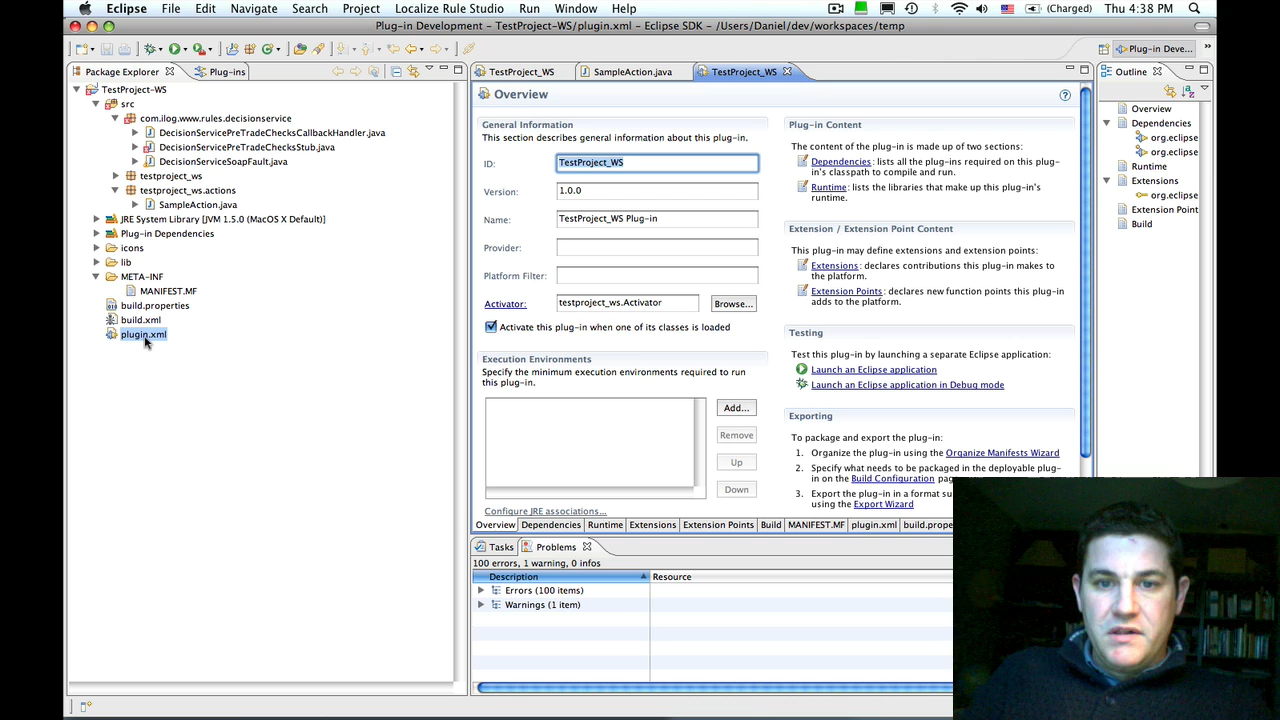 Eclipse File Edit Navigate Search Project Localize Rule Studio Run Window Help (Charged) Thu 4:38 PM
Plug-in Development - TestProject-WS/plugin.xml - Eclipse SDK - /Users/Daniel/dev/workspaces/temp
Plug-in Deve... »
Package Explorer Plug-ins
TestProject-WS
src
com.ilog.www.rules.decisionservice
DecisionServicePreTradeChecksCallbackHandler.java
DecisionServicePreTradeChecksStub.java
DecisionServiceSoapFault.java
testproject_ws
testproject_ws.actions
SampleAction.java
JRE System Library [JVM 1.5.0 (MacOS X Default)]
Plug-in Dependencies
icons
lib
META-INF
MANIFEST.MF
build.properties
build.xml
plugin.xml
TestProject_WS SampleAction.java TestProject_WS
Overview
General Information
This section describes general information about this plug-in.
ID: TestProject_WS
Version: 1.0.0
Name: TestProject_WS Plug-in
Provider:
Platform Filter:
Activator: testproject_ws.Activator Browse...
Activate this plug-in when one of its classes is loaded
Execution Environments
Specify the minimum execution environments required to run
this plug-in.
Add...
Remove
Up
Down
Configure JRE associations...
Plug-in Content
The content of the plug-in is made up of two sections:
Dependencies: lists all the plug-ins required on this plug-
in's classpath to compile and run.
Runtime: lists the libraries that make up this plug-in's
runtime.
Extension / Extension Point Content
This plug-in may define extensions and extension points:
Extensions: declares contributions this plug-in makes to
the platform.
Extension Points: declares new function points this plug-in
adds to the platform.
Testing
Test this plug-in by launching a separate Eclipse application:
Launch an Eclipse application
Launch an Eclipse application in Debug mode
Exporting
To package and export the plug-in:
1. Organize the plug-in using the Organize Manifests Wizard
2. Specify what needs to be packaged in the deployable plug-
in on the Build Configuration pag
3. Export the plug-in in a format su
using the Export Wizard
Overview Dependencies Runtime Extensions Extension Points Build MANIFEST.MF plugin.xml build.prope
Outline
Overview
Dependencies
org.eclipse
org.eclipse
Runtime
Extensions
org.eclipse
Extension Point
Build
Tasks Problems
100 errors, 1 warning, 0 infos
Description Resource
Errors (100 items)
Warnings (1 item)